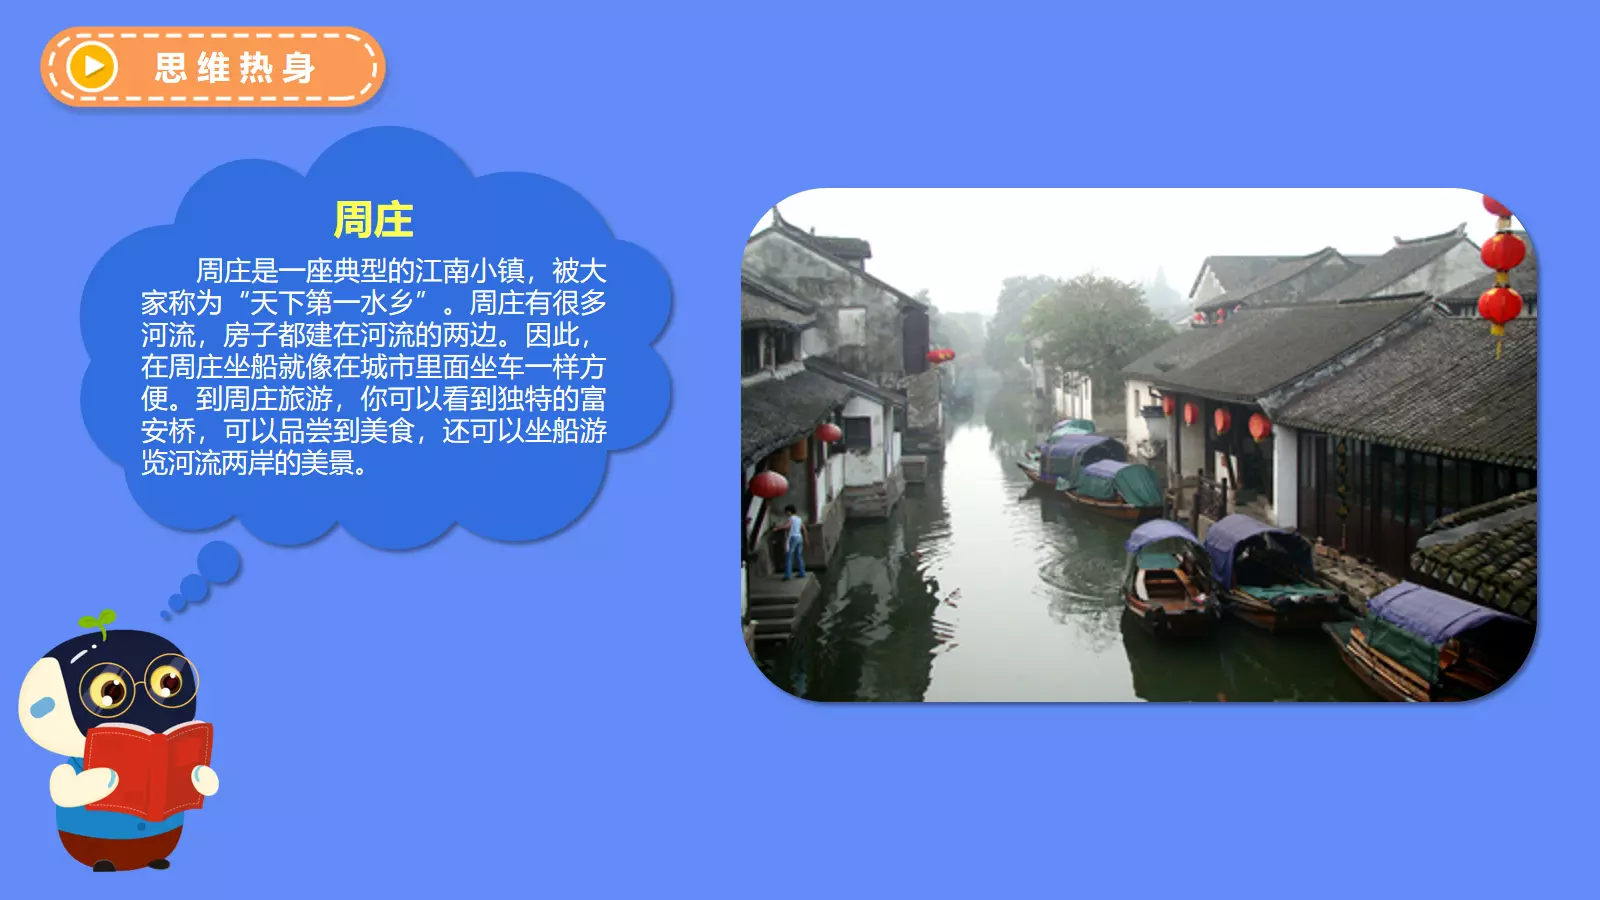 思维热身
周庄
周庄是一座典型的江南小镇，被大
家称为“天下第一水乡”。周庄有很多
河流，房子都建在河流的两边。因此，
在周庄坐船就像在城市里面坐车一样方
便。到周庄旅游，你可以看到独特的富
安桥，可以品尝到美食，还可以坐船游
览河流两岸的美景。